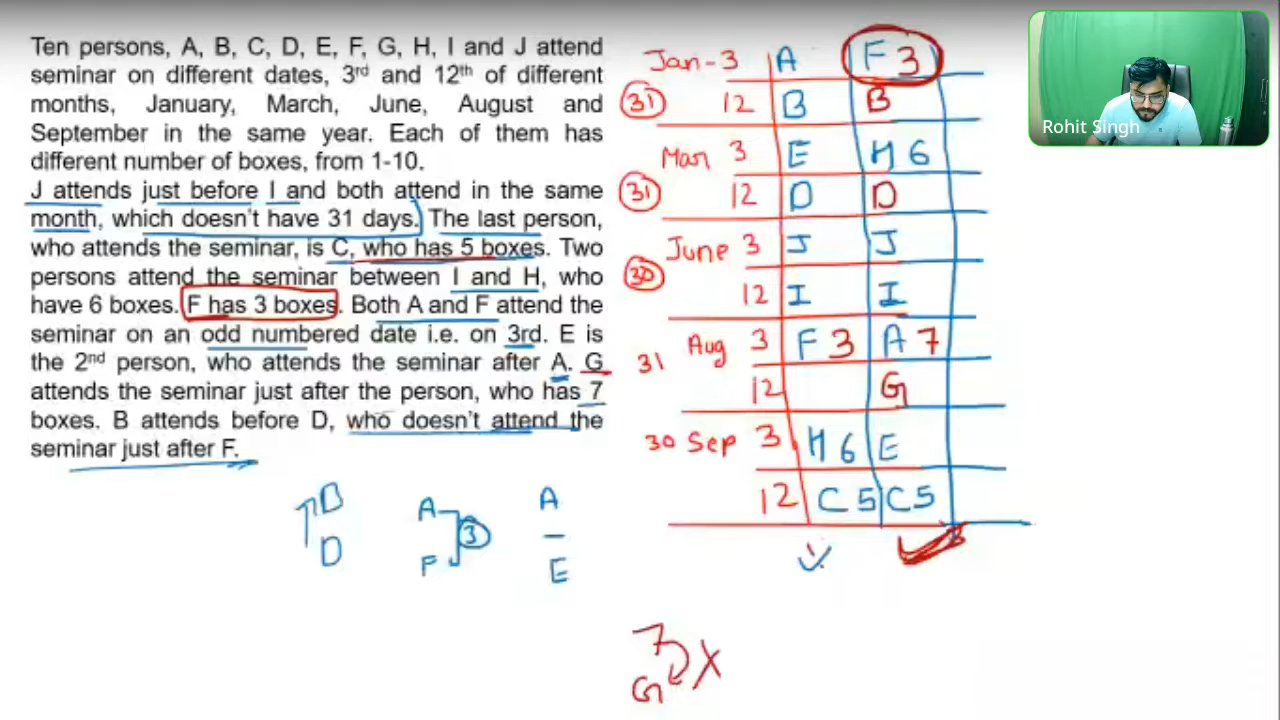 Ten persons, A, B, C, D, E, F, G, H, I and J attend
seminar on different dates, 3rd and 12th of different
months, January, March, June, August and
September in the same year. Each of them has
different number of boxes, from 1-10.
J attends just before I and both attend in the same
month, which doesn't have 31 days. The last person,
who attends the seminar, is C, who has 5 boxes. Two
persons attend the seminar between I and H, who
have 6 boxes. F has 3 boxes. Both A and F attend the
seminar on an odd numbered date i.e. on 3rd. E is
the 2nd person, who attends the seminar after A. G
attends the seminar just after the person, who has 7
boxes. B attends before D, who doesn't attend the
seminar just after F.
B
D
A
F
3
A
–
E
Jan - 3 A F 3
31 12 B B
Mar 3 E H 6
31 12 D D
June 3 J J
30 12 I I
31 Aug 3 F 3 A 7
12 G
30 Sep 3 H 6 E
12 C 5 C 5
7
G X
Rohit Singh